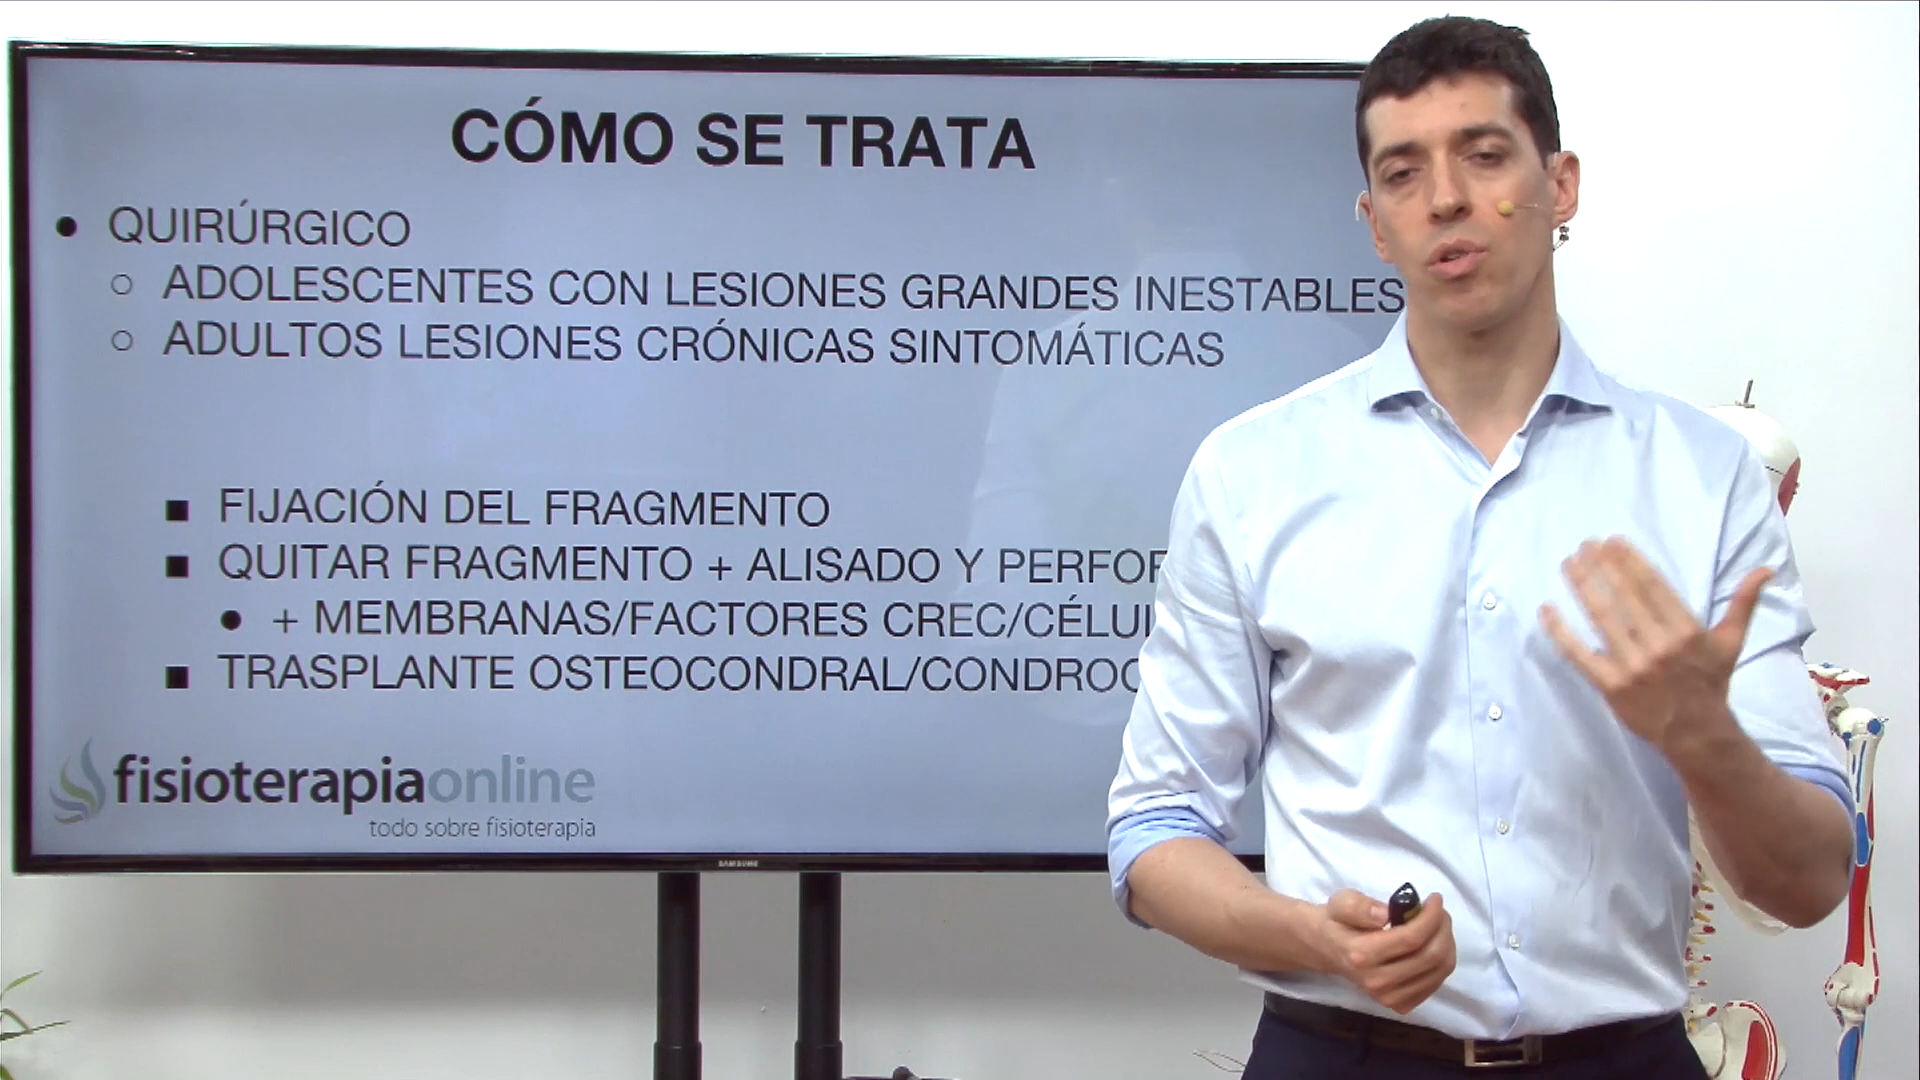 CÓMO SE TRATA
● QUIRÚRGICO
○ ADOLESCENTES CON LESIONES GRANDES INESTABLES
○ ADULTOS LESIONES CRÓNICAS SINTOMÁTICAS
■ FIJACIÓN DEL FRAGMENTO
■ QUITAR FRAGMENTO + ALISADO Y
● + MEMBRANAS/FACTORES CREC/
■ TRASPLANTE OSTEOCONDRAL/
fisioterapiaonline
todo sobre fisioterapia
SAMSUNG